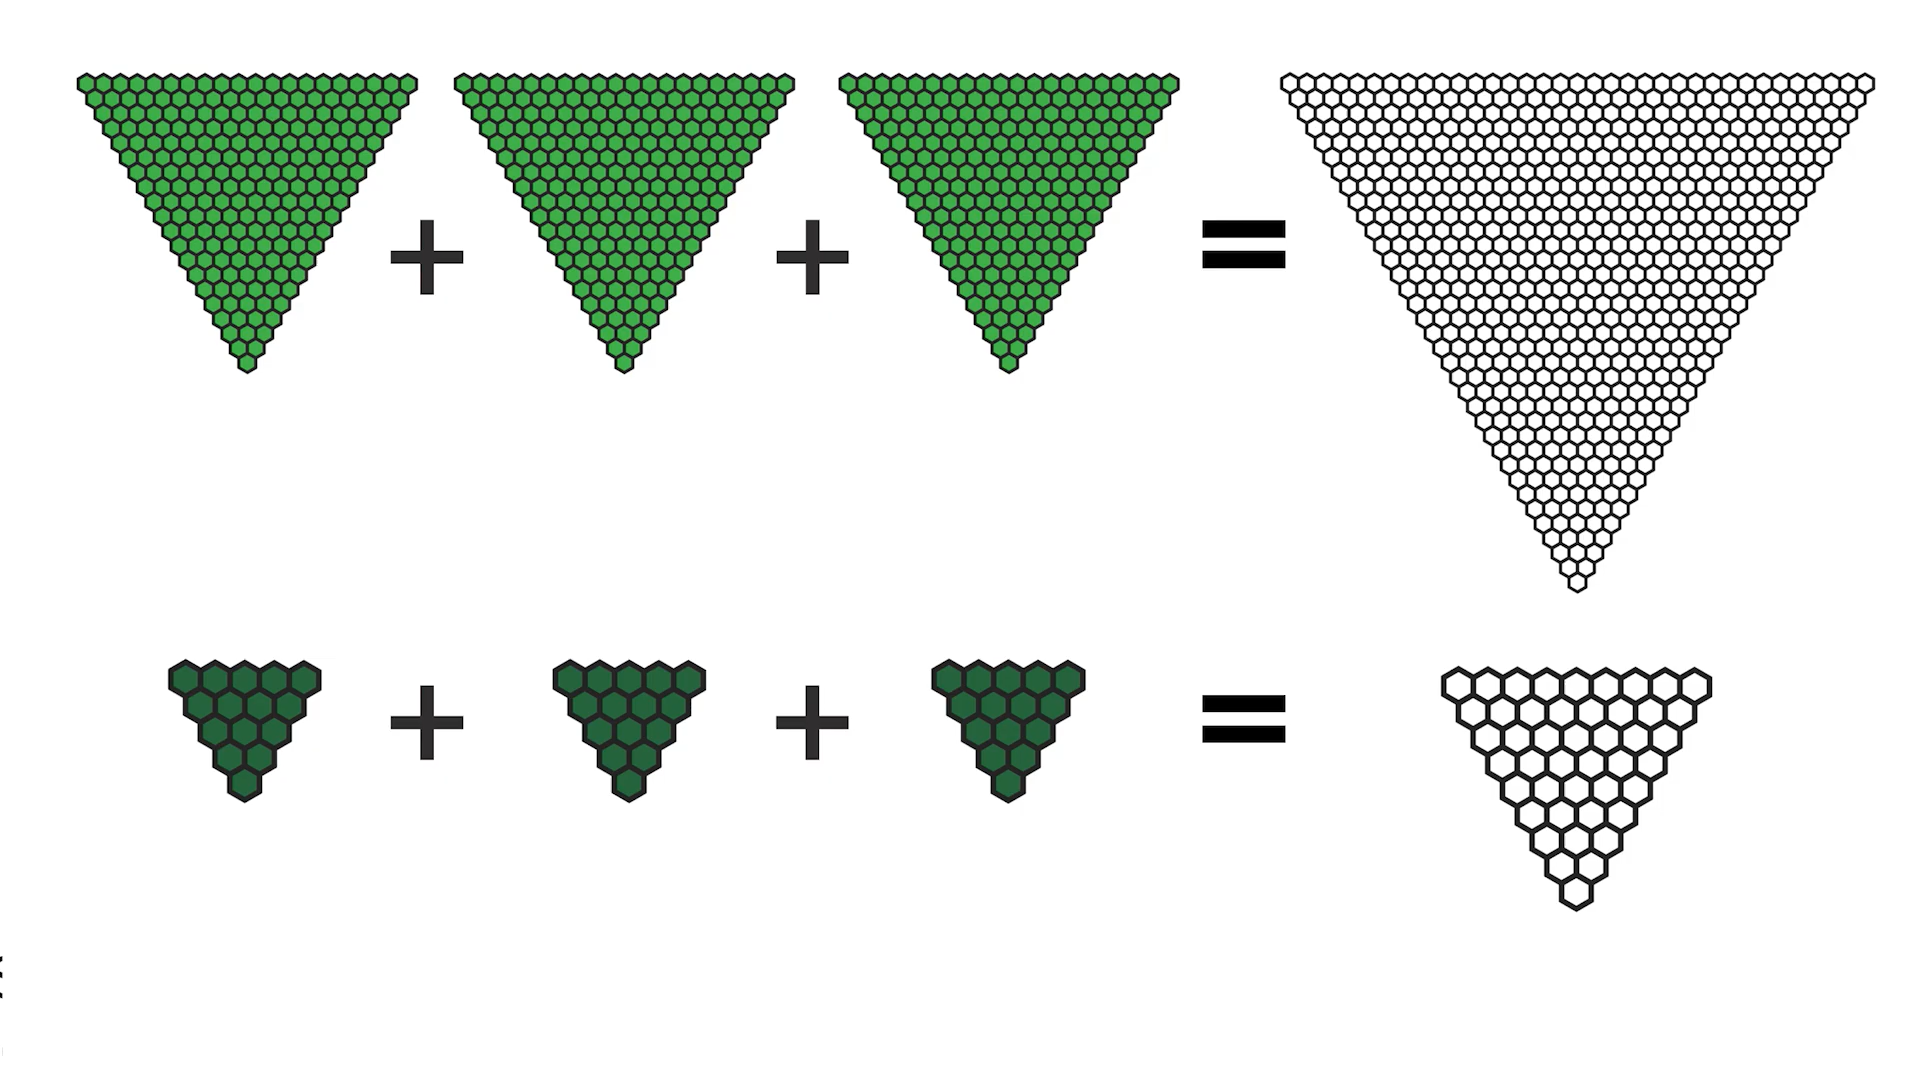 + + =
+ + =